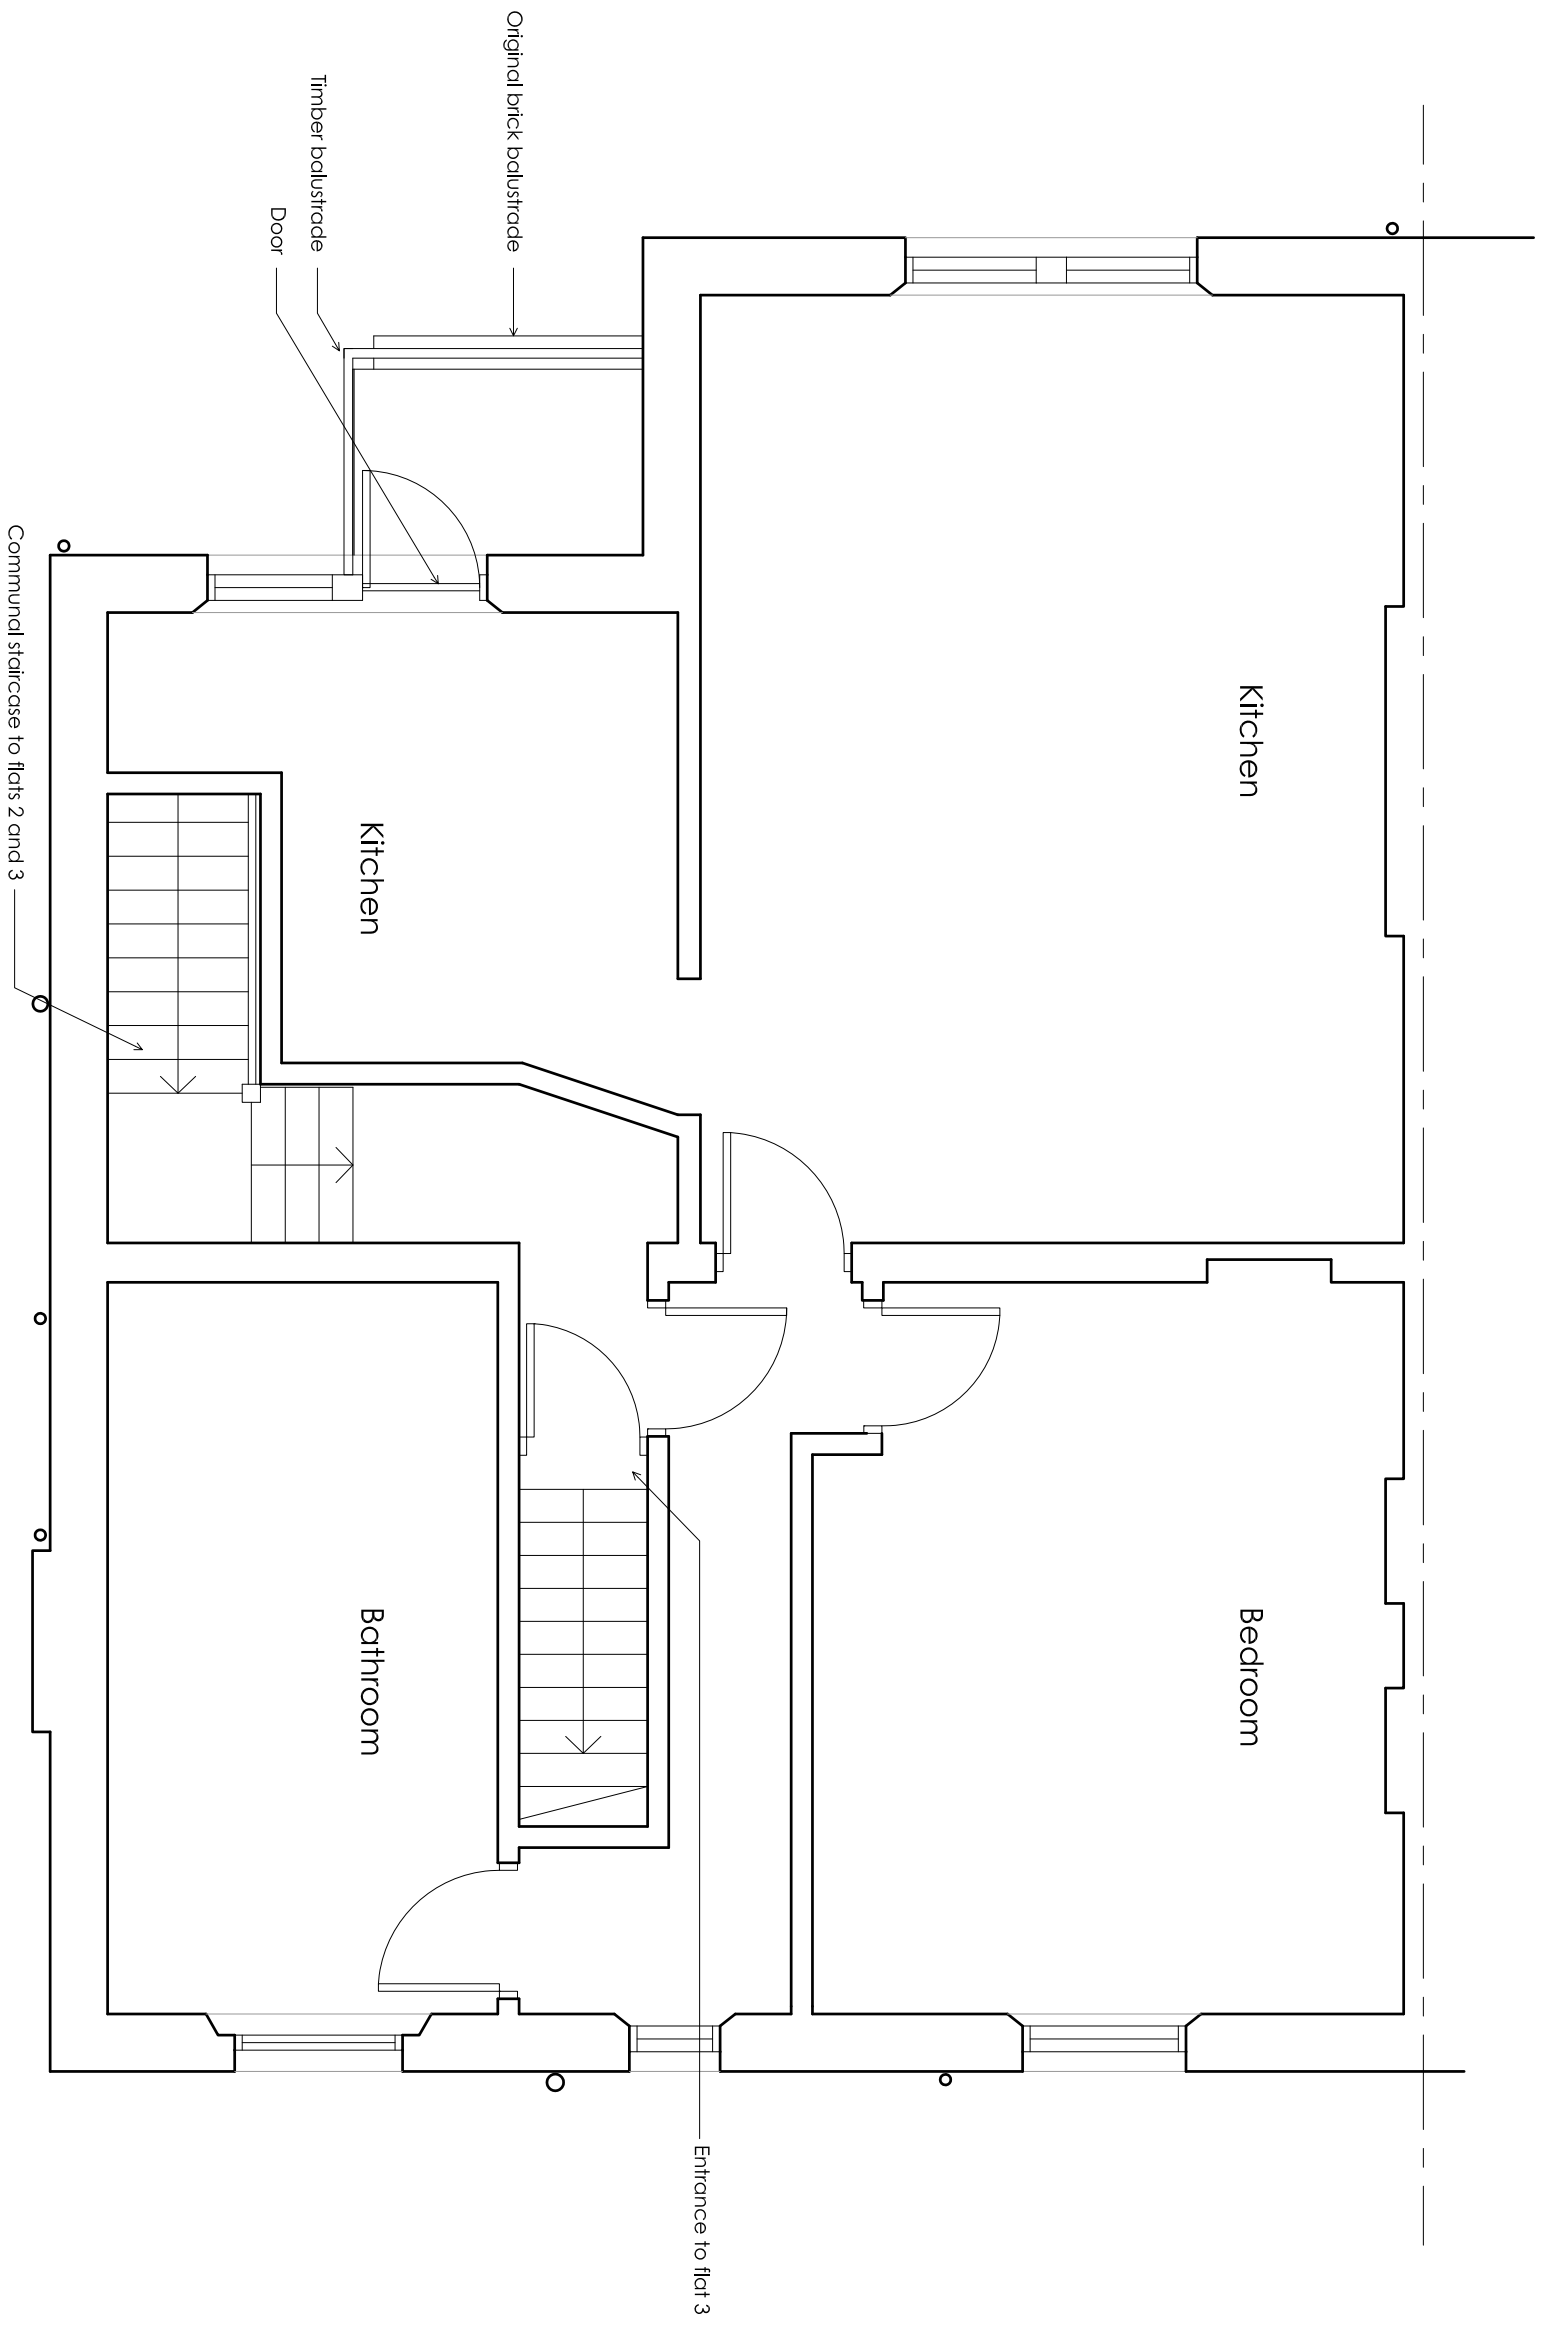 Original brick balustrade
Timber balustrade
Door
Communal staircase to flats 2 and 3
Kitchen
Kitchen
Bedroom
Bathroom
Entrance to flat 3